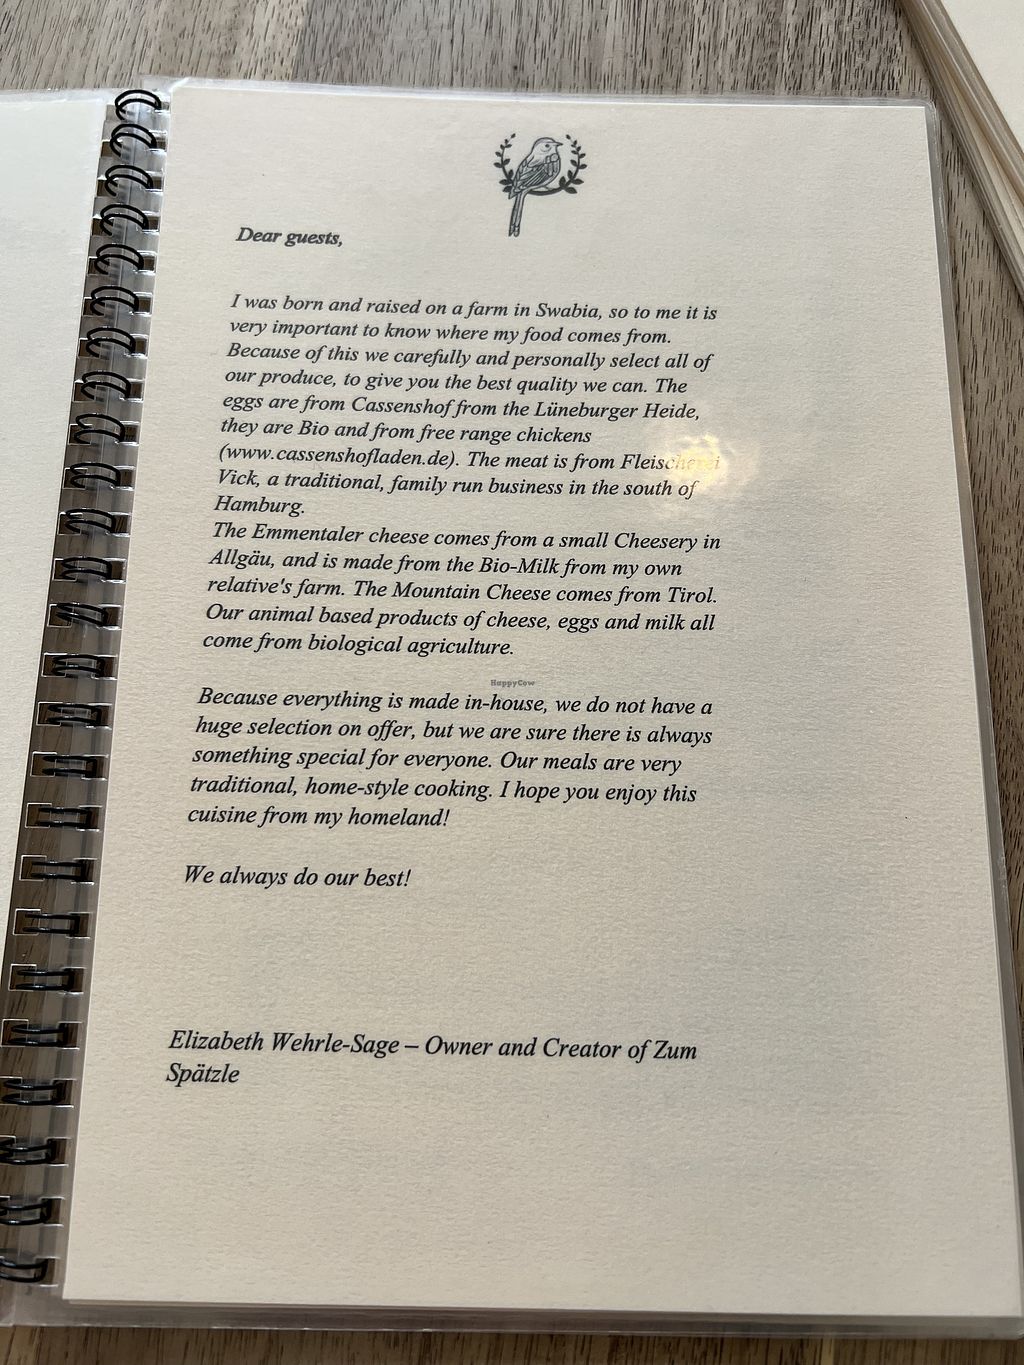 Dear guests,
I was born and raised on a farm in Swabia, so to me it is
very important to know where my food comes from.
Because of this we carefully and personally select all of
our produce, to give you the best quality we can. The
eggs are from Cassenshof from the Lüneburger Heide,
they are Bio and from free range chickens
(www.cassenshofladen.de). The meat is from Fleischerei
Vick, a traditional, family run business in the south of
Hamburg.
The Emmentaler cheese comes from a small Cheesery in
Allgäu, and is made from the Bio-Milk from my own
relative's farm. The Mountain Cheese comes from Tirol.
Our animal based products of cheese, eggs and milk all
come from biological agriculture.
HappyCow
Because everything is made in-house, we do not have a
huge selection on offer, but we are sure there is always
something special for everyone. Our meals are very
traditional, home-style cooking. I hope you enjoy this
cuisine from my homeland!
We always do our best!
Elizabeth Wehrle-Sage – Owner and Creator of Zum
Spätzle